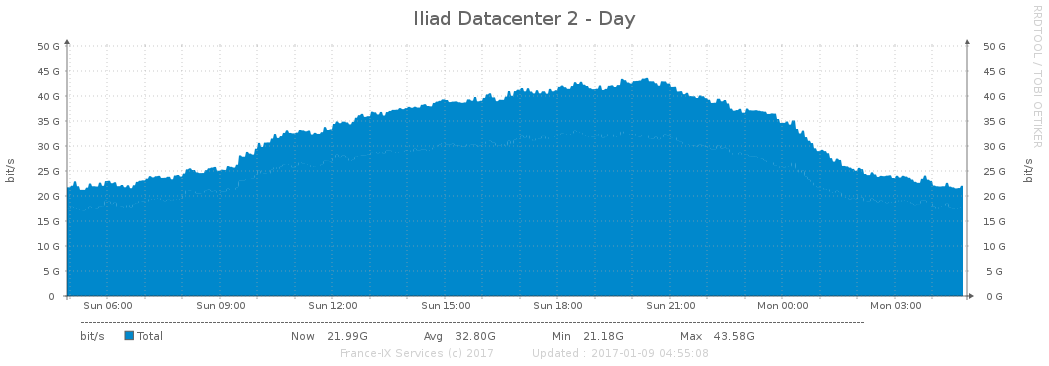 Iliad Datacenter 2 - Day
RRDTOOL / TOBI OETIKER
50 G 50 G
45 G 45 G
40 G 40 G
35 G 35 G
30 G 30 G
25 G 25 G
20 G 20 G
15 G 15 G
10 G 10 G
5 G 5 G
0 0 G
bit/s bit/s
Sun 06:00 Sun 09:00 Sun 12:00 Sun 15:00 Sun 18:00 Sun 21:00 Mon 00:00 Mon 03:00
bit/s Total Now 21.99G Avg 32.80G Min 21.18G Max 43.58G
France-IX Services (c) 2017 Updated : 2017-01-09 04:55:08